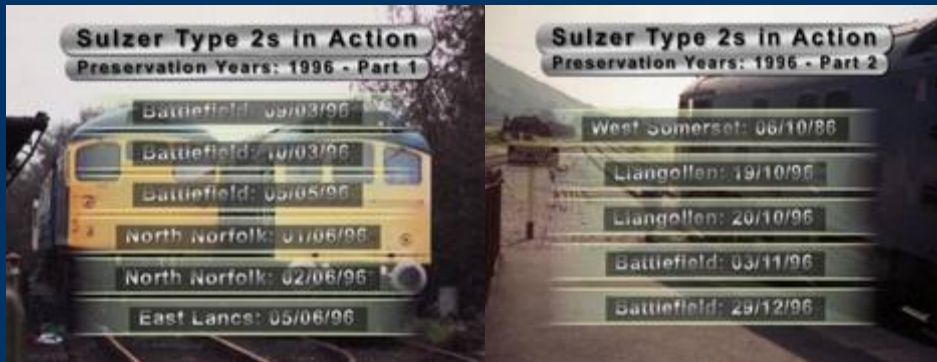 Sulzer Type 2s in Action
Preservation Years: 1996 - Part 1
Battlefield: 09/03/96
Battlefield: 10/03/96
Battlefield: 05/05/96
North Norfolk: 01/06/96
North Norfolk: 02/06/96
East Lancs: 05/06/96
Sulzer Type 2s in Action
Preservation Years: 1996 - Part 2
West Somerset: 06/10/86
Llangollen: 19/10/96
Llangollen: 20/10/96
Battlefield: 03/11/96
Battlefield: 29/12/96